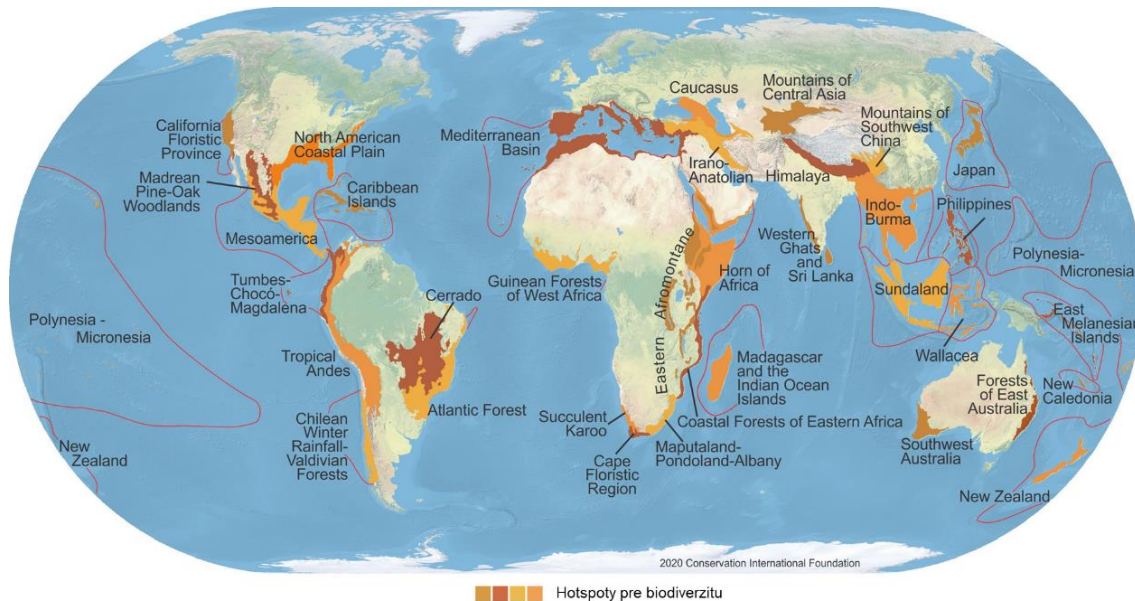 California
Floristic
Province
North American
Coastal Plain
Madrean
Pine-Oak
Woodlands
Caribbean
Islands
Mesoamerica
Tumbes-
Chocó-
Magdalena
Polynesia -
Micronesia
Tropical
Andes
Cerrado
Atlantic Forest
Chilean
Winter
Rainfall-
Valdivian
Forests
New
Zealand
Mediterranean
Basin
Caucasus
Irano-
Anatolian
Mountains of
Central Asia
Mountains of
Southwest
China
Himalaya
Japan
Indo-
Burma
Philippines
Western
Ghats
and
Sri Lanka
Guinean Forests
of West Africa
Eastern Afromontane
Horn of
Africa
Sundaland
Polynesia-
Micronesia
East
Melanesian
Islands
Wallacea
Madagascar
and the
Indian Ocean
Islands
Coastal Forests of Eastern Africa
Succulent
Karoo
Cape
Floristic
Region
Maputaland-
Pondoland-Albany
Forests
of East
Australia
New
Caledonia
Southwest
Australia
New Zealand
2020 Conservation International Foundation
Hotspoty pre biodiverzitu